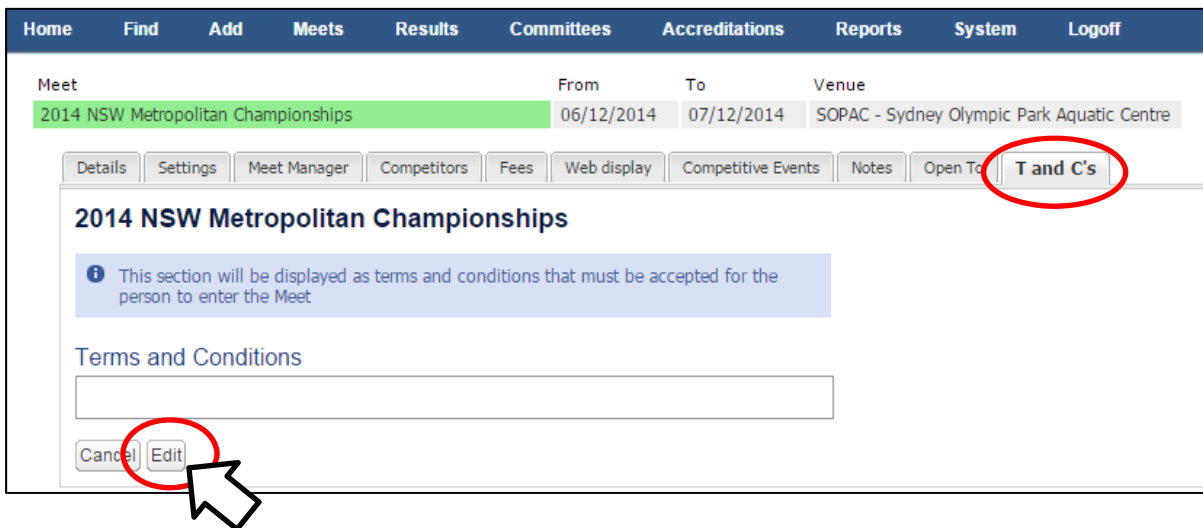 Home Find Add Meets Results Committees Accreditations Reports System Logoff
Meet From To Venue
2014 NSW Metropolitan Championships 06/12/2014 07/12/2014 SOPAC - Sydney Olympic Park Aquatic Centre
Details Settings Meet Manager Competitors Fees Web display Competitive Events Notes Open To T and C's
2014 NSW Metropolitan Championships
This section will be displayed as terms and conditions that must be accepted for the
person to enter the Meet
Terms and Conditions
Cancel Edit